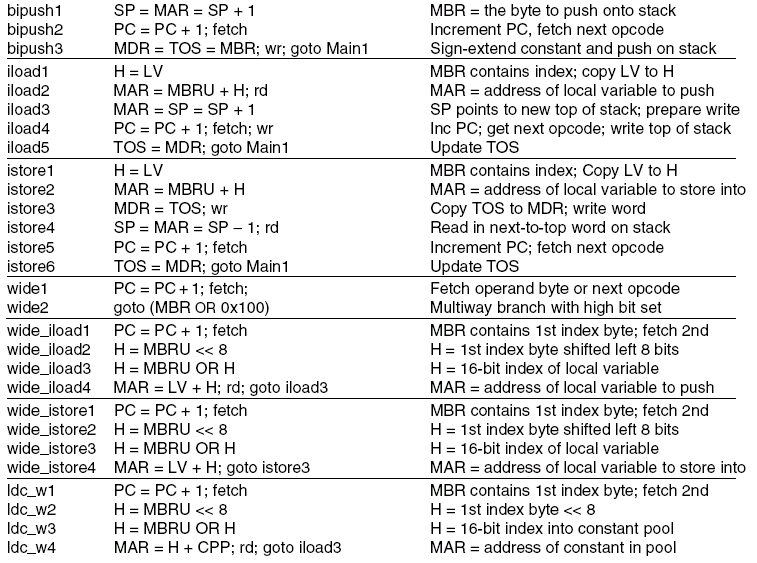 bipush1 SP = MAR = SP + 1 MBR = the byte to push onto stack
bipush2 PC = PC + 1; fetch Increment PC, fetch next opcode
bipush3 MDR = TOS = MBR; wr; goto Main1 Sign-extend constant and push on stack
iload1 H = LV MBR contains index; copy LV to H
iload2 MAR = MBRU + H; rd MAR = address of local variable to push
iload3 MAR = SP = SP + 1 SP points to new top of stack; prepare write
iload4 PC = PC + 1; fetch; wr Inc PC; get next opcode; write top of stack
iload5 TOS = MDR; goto Main1 Update TOS
istore1 H = LV MBR contains index; Copy LV to H
istore2 MAR = MBRU + H MAR = address of local variable to store into
istore3 MDR = TOS; wr Copy TOS to MDR; write word
istore4 SP = MAR = SP − 1; rd Read in next-to-top word on stack
istore5 PC = PC + 1; fetch Increment PC; fetch next opcode
istore6 TOS = MDR; goto Main1 Update TOS
wide1 PC = PC + 1; fetch; Fetch operand byte or next opcode
wide2 goto (MBR OR 0x100) Multiway branch with high bit set
wide_iload1 PC = PC + 1; fetch MBR contains 1st index byte; fetch 2nd
wide_iload2 H = MBRU << 8 H = 1st index byte shifted left 8 bits
wide_iload3 H = MBRU OR H H = 16-bit index of local variable
wide_iload4 MAR = LV + H; rd; goto iload3 MAR = address of local variable to push
wide_istore1 PC = PC + 1; fetch MBR contains 1st index byte; fetch 2nd
wide_istore2 H = MBRU << 8 H = 1st index byte shifted left 8 bits
wide_istore3 H = MBRU OR H H = 16-bit index of local variable
wide_istore4 MAR = LV + H; goto istore3 MAR = address of local variable to store into
ldc_w1 PC = PC + 1; fetch MBR contains 1st index byte; fetch 2nd
ldc_w2 H = MBRU << 8 H = 1st index byte << 8
ldc_w3 H = MBRU OR H H = 16-bit index into constant pool
ldc_w4 MAR = H + CPP; rd; goto iload3 MAR = address of constant in pool